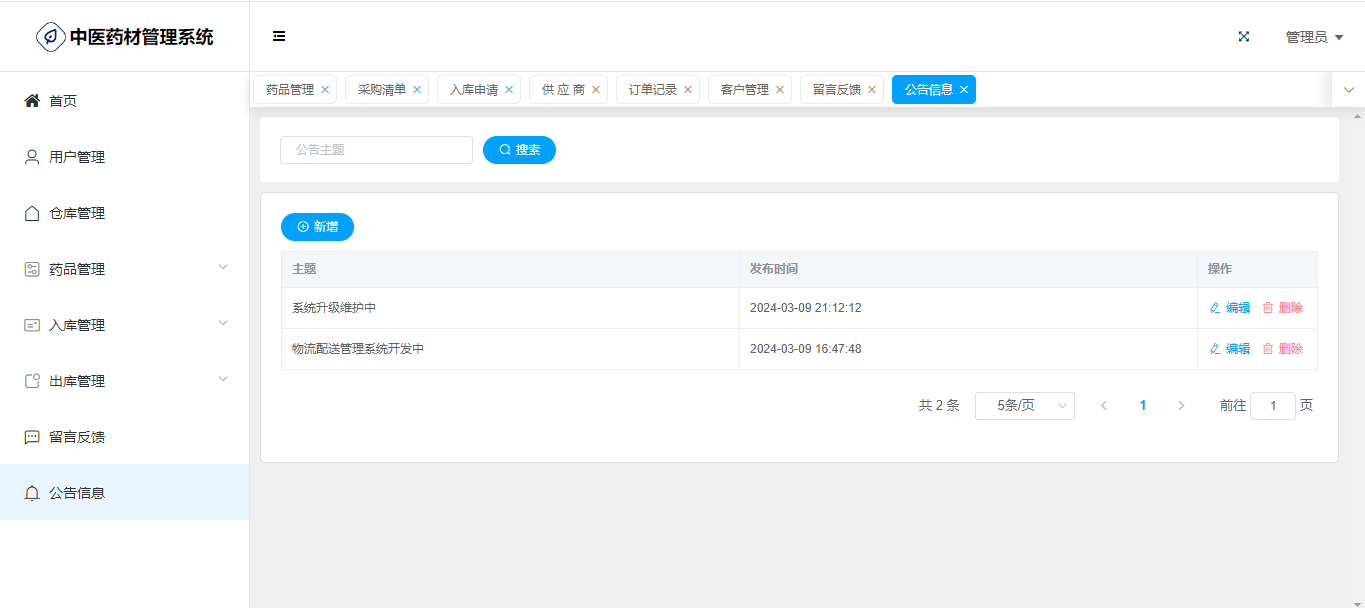 中医药材管理系统
管理员
首页
用户管理
仓库管理
药品管理
入库管理
出库管理
留言反馈
公告信息
药品管理 采购清单 入库申请 供 应 商 订单记录 客户管理 留言反馈 公告信息
公告主题 搜索
新增
主题 发布时间 操作
系统升级维护中 2024-03-09 21:12:12 编辑 删除
物流配送管理系统开发中 2024-03-09 16:47:48 编辑 删除
共 2 条 5条/页 1 前往 1 页